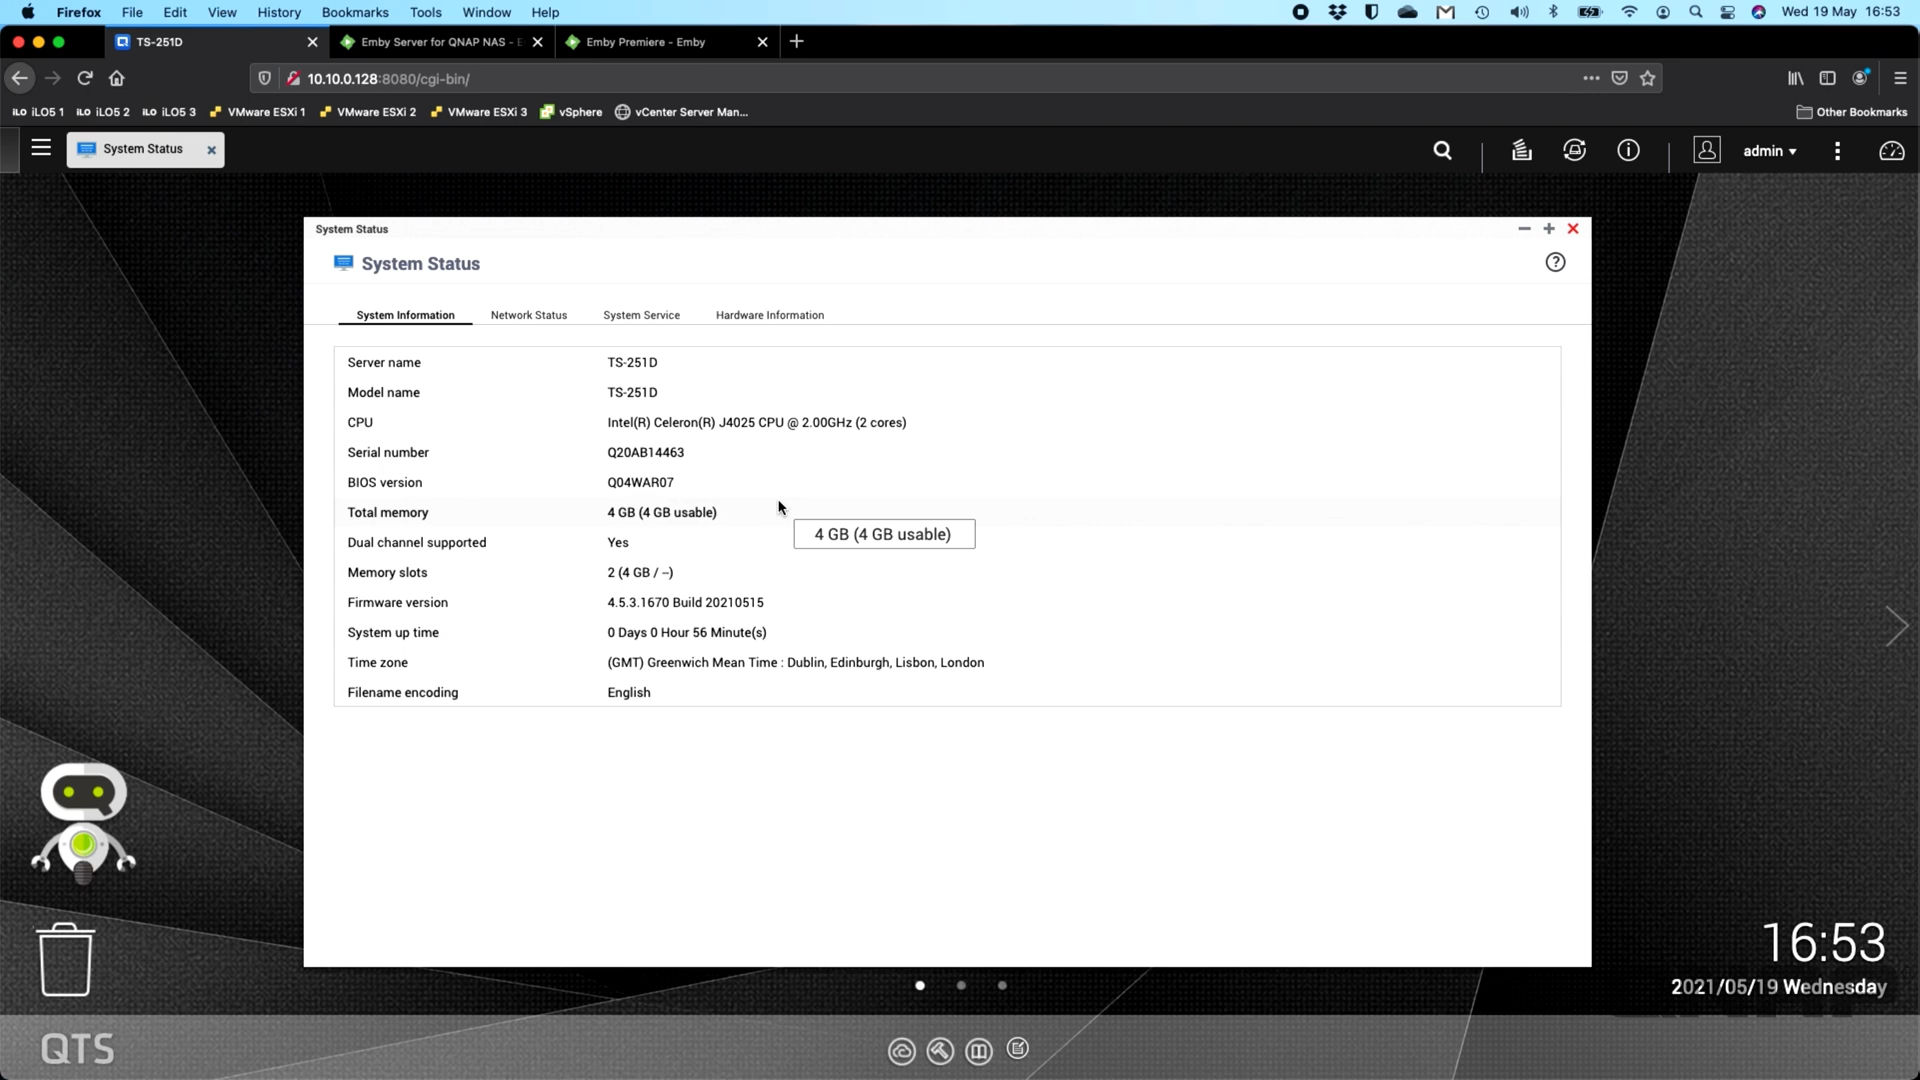 Firefox File Edit View History Bookmarks Tools Window Help Wed 19 May 16:53
TS-251D Emby Server for QNAP NAS - E Emby Premiere - Emby
10.10.0.128:8080/cgi-bin/
iLO iLO5 1 iLO iLO5 2 iLO iLO5 3 VMware ESXi 1 VMware ESXi 2 VMware ESXi 3 vSphere vCenter Server Man... Other Bookmarks
System Status admin
System Status
System Status
System Information Network Status System Service Hardware Information
Server name TS-251D
Model name TS-251D
CPU Intel(R) Celeron(R) J4025 CPU @ 2.00GHz (2 cores)
Serial number Q20AB14463
BIOS version Q04WAR07
Total memory 4 GB (4 GB usable)
4 GB (4 GB usable)
Dual channel supported Yes
Memory slots 2 (4 GB / --)
Firmware version 4.5.3.1670 Build 20210515
System up time 0 Days 0 Hour 56 Minute(s)
Time zone (GMT) Greenwich Mean Time : Dublin, Edinburgh, Lisbon, London
Filename encoding English
16:53
2021/05/19 Wednesday
QTS